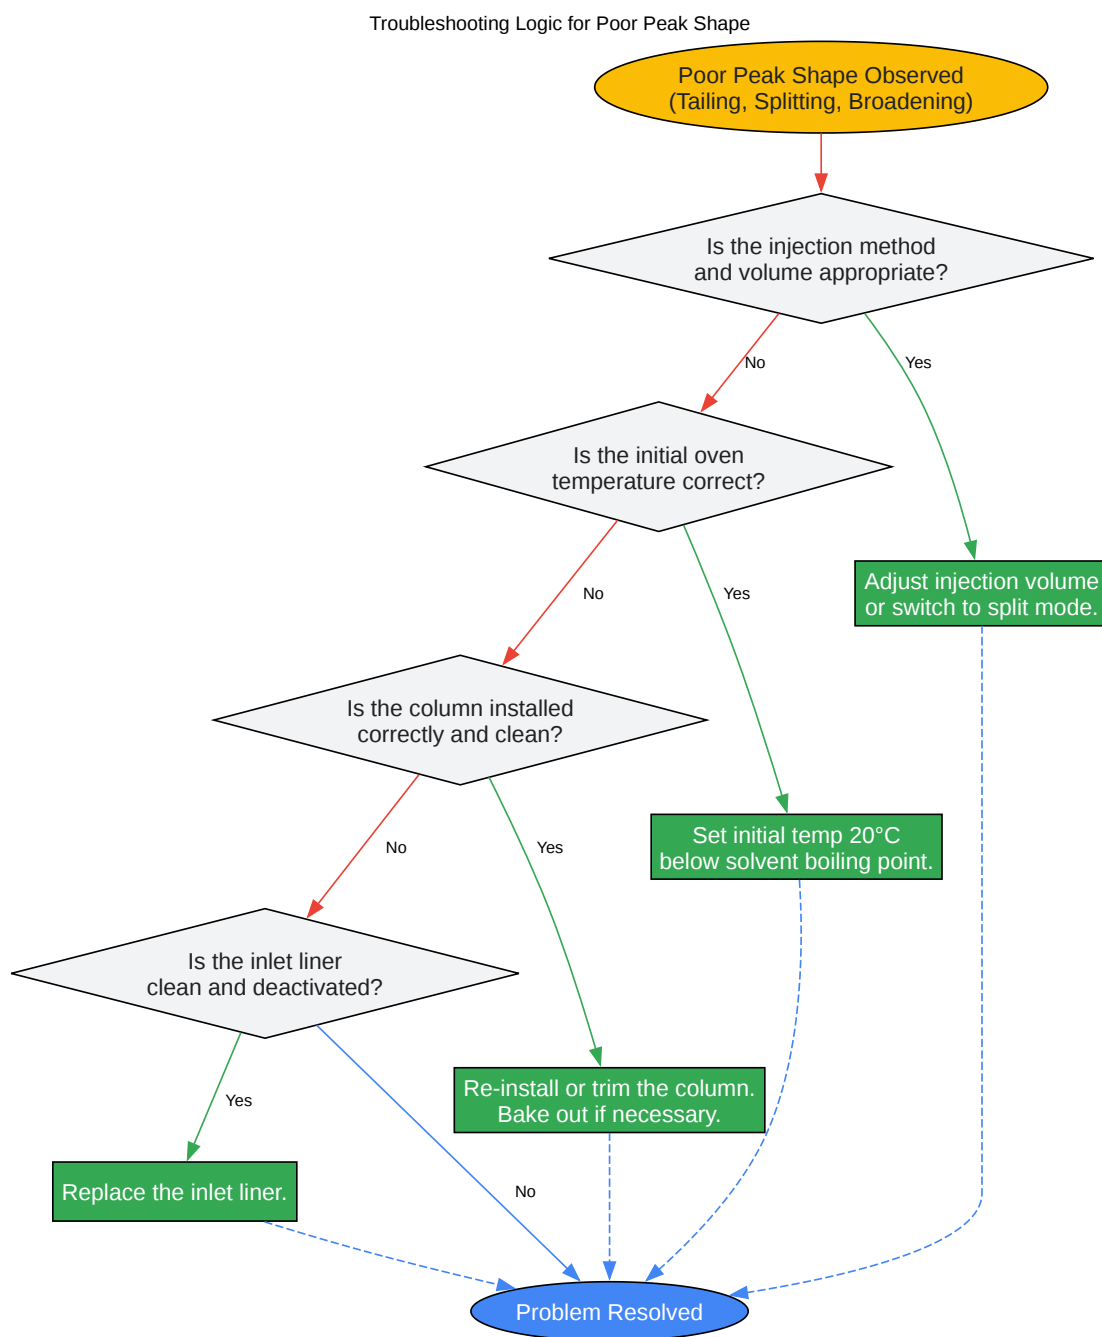 Troubleshooting Logic for Poor Peak Shape
Poor Peak Shape Observed
(Tailing, Splitting, Broadening)
Is the injection method
and volume appropriate?
No
Yes
Is the initial oven
temperature correct?
Adjust injection volume
or switch to split mode.
No
Yes
Is the column installed
correctly and clean?
Set initial temp 20°C
below solvent boiling point.
No
Yes
Is the inlet liner
clean and deactivated?
Re-install or trim the column.
Bake out if necessary.
Yes
No
Replace the inlet liner.
Problem Resolved